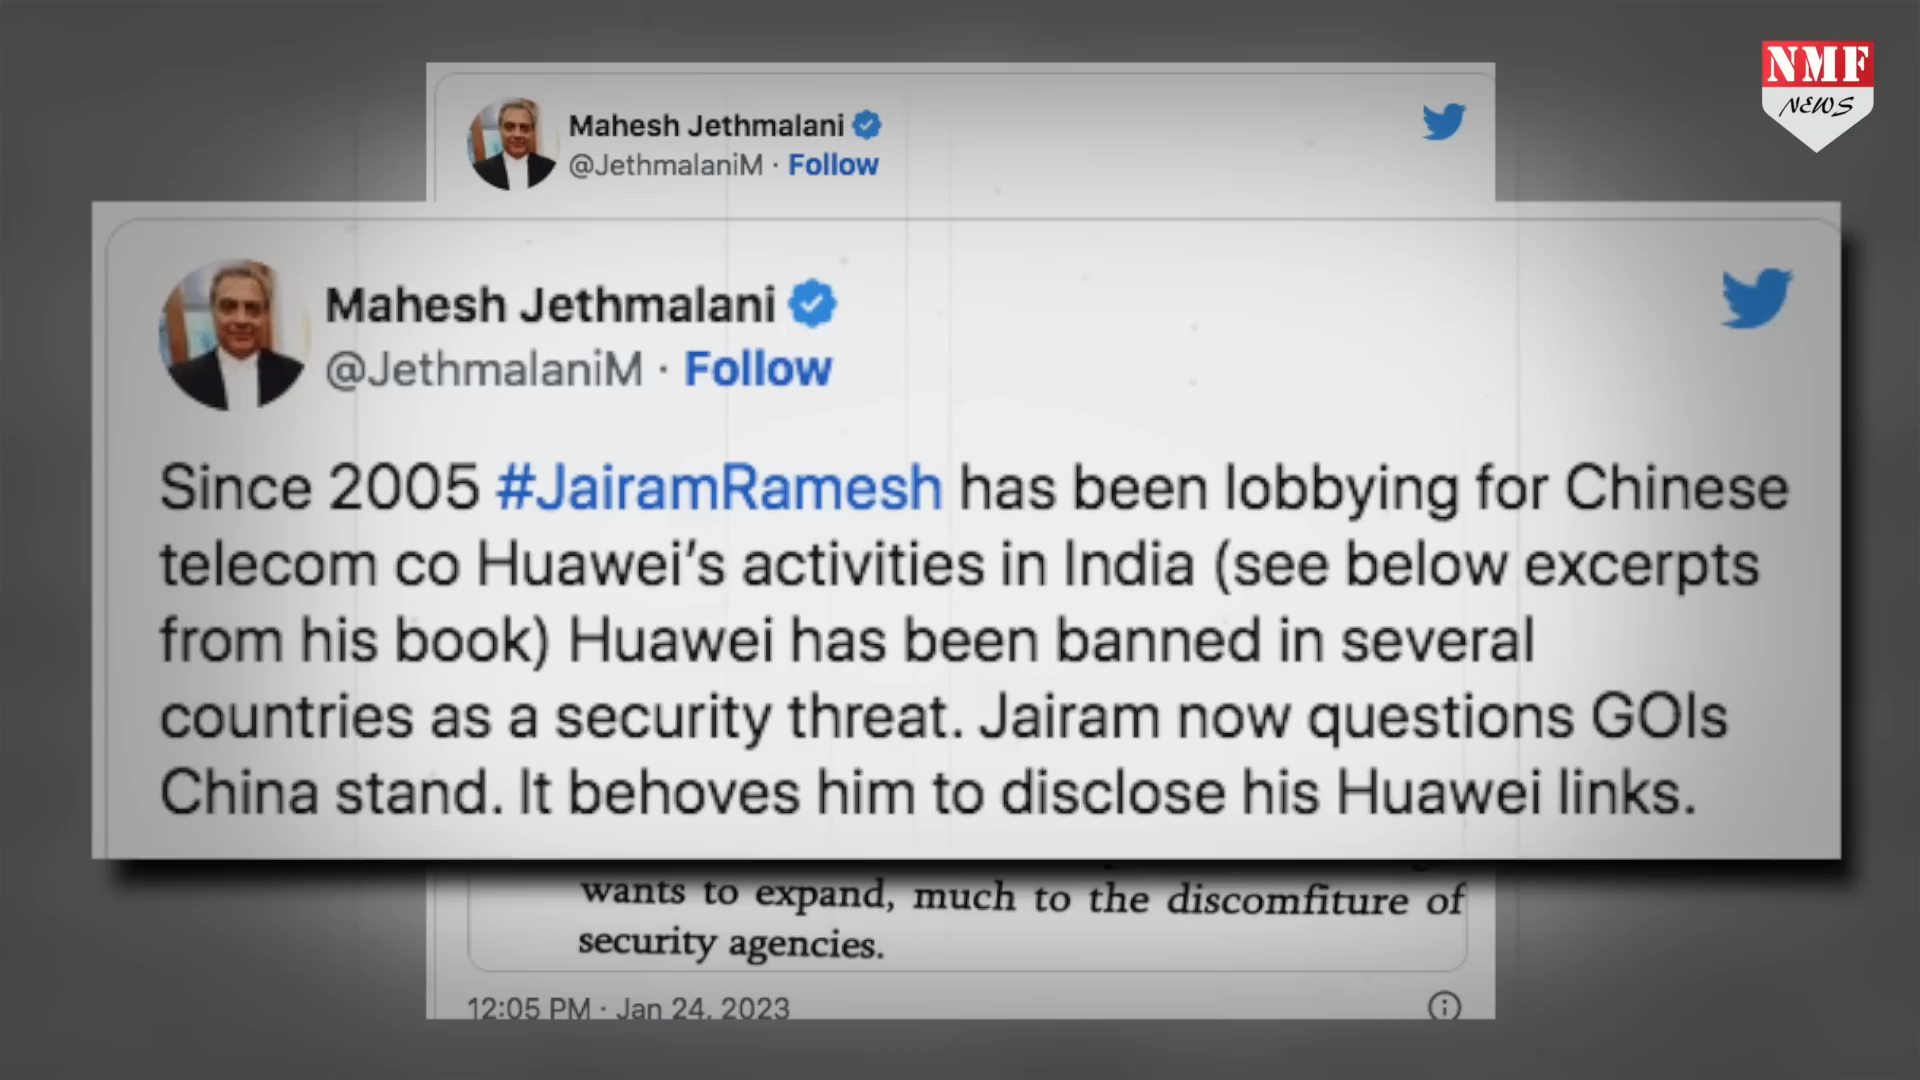 NMF
NEWS
Mahesh Jethmalani
@JethmalaniM · Follow
Mahesh Jethmalani
@JethmalaniM · Follow
Since 2005 #JairamRamesh has been lobbying for Chinese
telecom co Huawei's activities in India (see below excerpts
from his book) Huawei has been banned in several
countries as a security threat. Jairam now questions GOIs
China stand. It behoves him to disclose his Huawei links.
wants to expand, much to the discomfiture of
security agencies.
12:05 PM · Jan 24, 2023